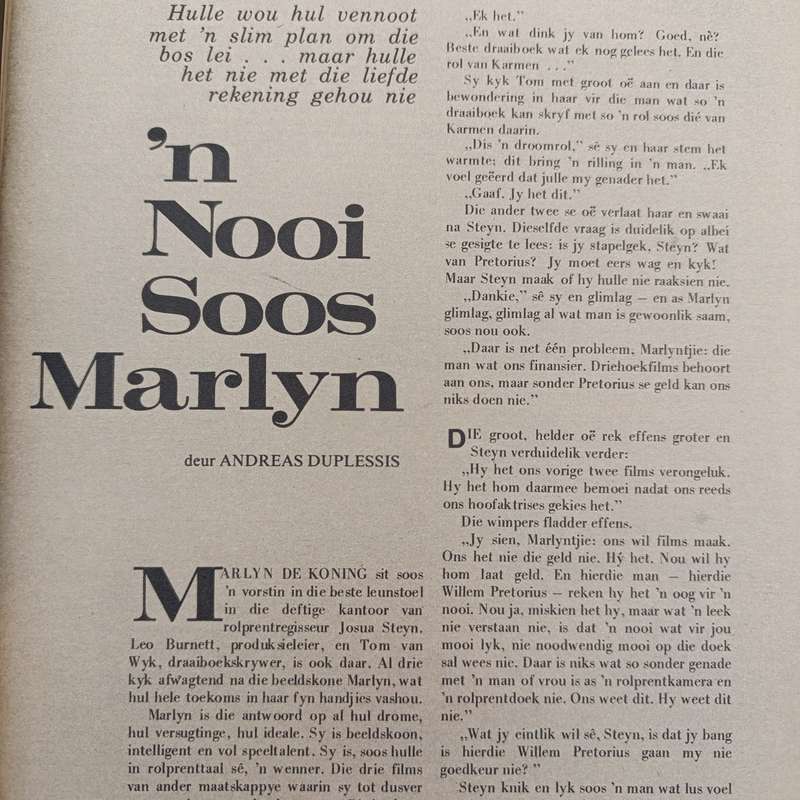 Hulle wou hul vennoot
met 'n slim plan om die
bos lei . . . maar hulle
het nie met die liefde
rekening gehou nie
'n
Nooi
Soos
Marlyn
deur ANDREAS DUPLESSIS
MARLYN DE KONING sit soos
'n vorstin in die beste leunstoel
in die deftige kantoor van
rolprentregisseur Josua Steyn.
Leo Burnett, produksieleier, en Tom van
Wyk, draaiboekskrywer, is ook daar. Al drie
kyk afwagtend na die beeldskone Marlyn, wat
hul hele toekoms in haar fyn handjies vashou.
Marlyn is die antwoord op al hul drome,
hul versugtinge, hul ideale. Sy is beeldskoon,
intelligent en vol speeltalent. Sy is, soos hulle
in rolprenttaal sê, 'n wenner. Die drie films
van ander maatskappye waarin sy tot dusver
„Ek het.”
„En wat dink jy van hom? Goed, nè?
Beste draaiboek wat ek nog gelees het. En die
rol van Karmen . . .”
Sy kyk Tom met groot oë aan en daar is
bewondering in haar vir die man wat so 'n
draaiboek kan skryf met so 'n rol soos dié van
Karmen daarin.
„Dis 'n droomrol,” sê sy en haar stem het
warmte; dit bring 'n rilling in 'n man. „Ek
voel geëerd dat julle my genader het.”
„Gaaf. Jy het dit.”
Die ander twee se oë verlaat haar en swaai
na Steyn. Dieselfde vraag is duidelik op albei
se gesigte te lees: is jy stapelgek, Steyn? Wat
van Pretorius? Jy moet eers wag en kyk!
Maar Steyn maak of hy hulle nie raaksien nie.
„Dankie,” sê sy en glimlag — en as Marlyn
glimlag, glimlag al wat man is gewoonlik saam,
soos nou ook.
„Daar is net één probleem, Marlyntjie: die
man wat ons finansier. Driehoekfilms behoort
aan ons, maar sonder Pretorius se geld kan ons
niks doen nie.”
DIE groot, helder oë rek effens groter en
Steyn verduidelik verder:
„Hy het ons vorige twee films verongeluk.
Hy het hom daarmee bemoei nadat ons reeds
ons hoofaktrises gekies het.”
Die wimpers fladder effens.
„Jy sien, Marlyntjie: ons wil films maak.
Ons het nie die geld nie. Hý het. Nou wil hy
hom laat geld. En hierdie man — hierdie
Willem Pretorius — reken hy het 'n oog vir 'n
nooi. Nou ja, miskien het hy, maar wat 'n leek
nie verstaan nie, is dat 'n nooi wat vir jou
mooi lyk, nie noodwendig mooi op die doek
sal wees nie. Daar is niks wat so sonder genade
met 'n man of vrou is as 'n rolprentkamera en
'n rolprentdoek nie. Ons weet dit. Hy weet dit
nie.”
„Wat jy eintlik wil sê, Steyn, is dat jy bang
is hierdie Willem Pretorius gaan my nie
goedkeur nie? ”
Steyn knik en lyk soos 'n man wat lus voel